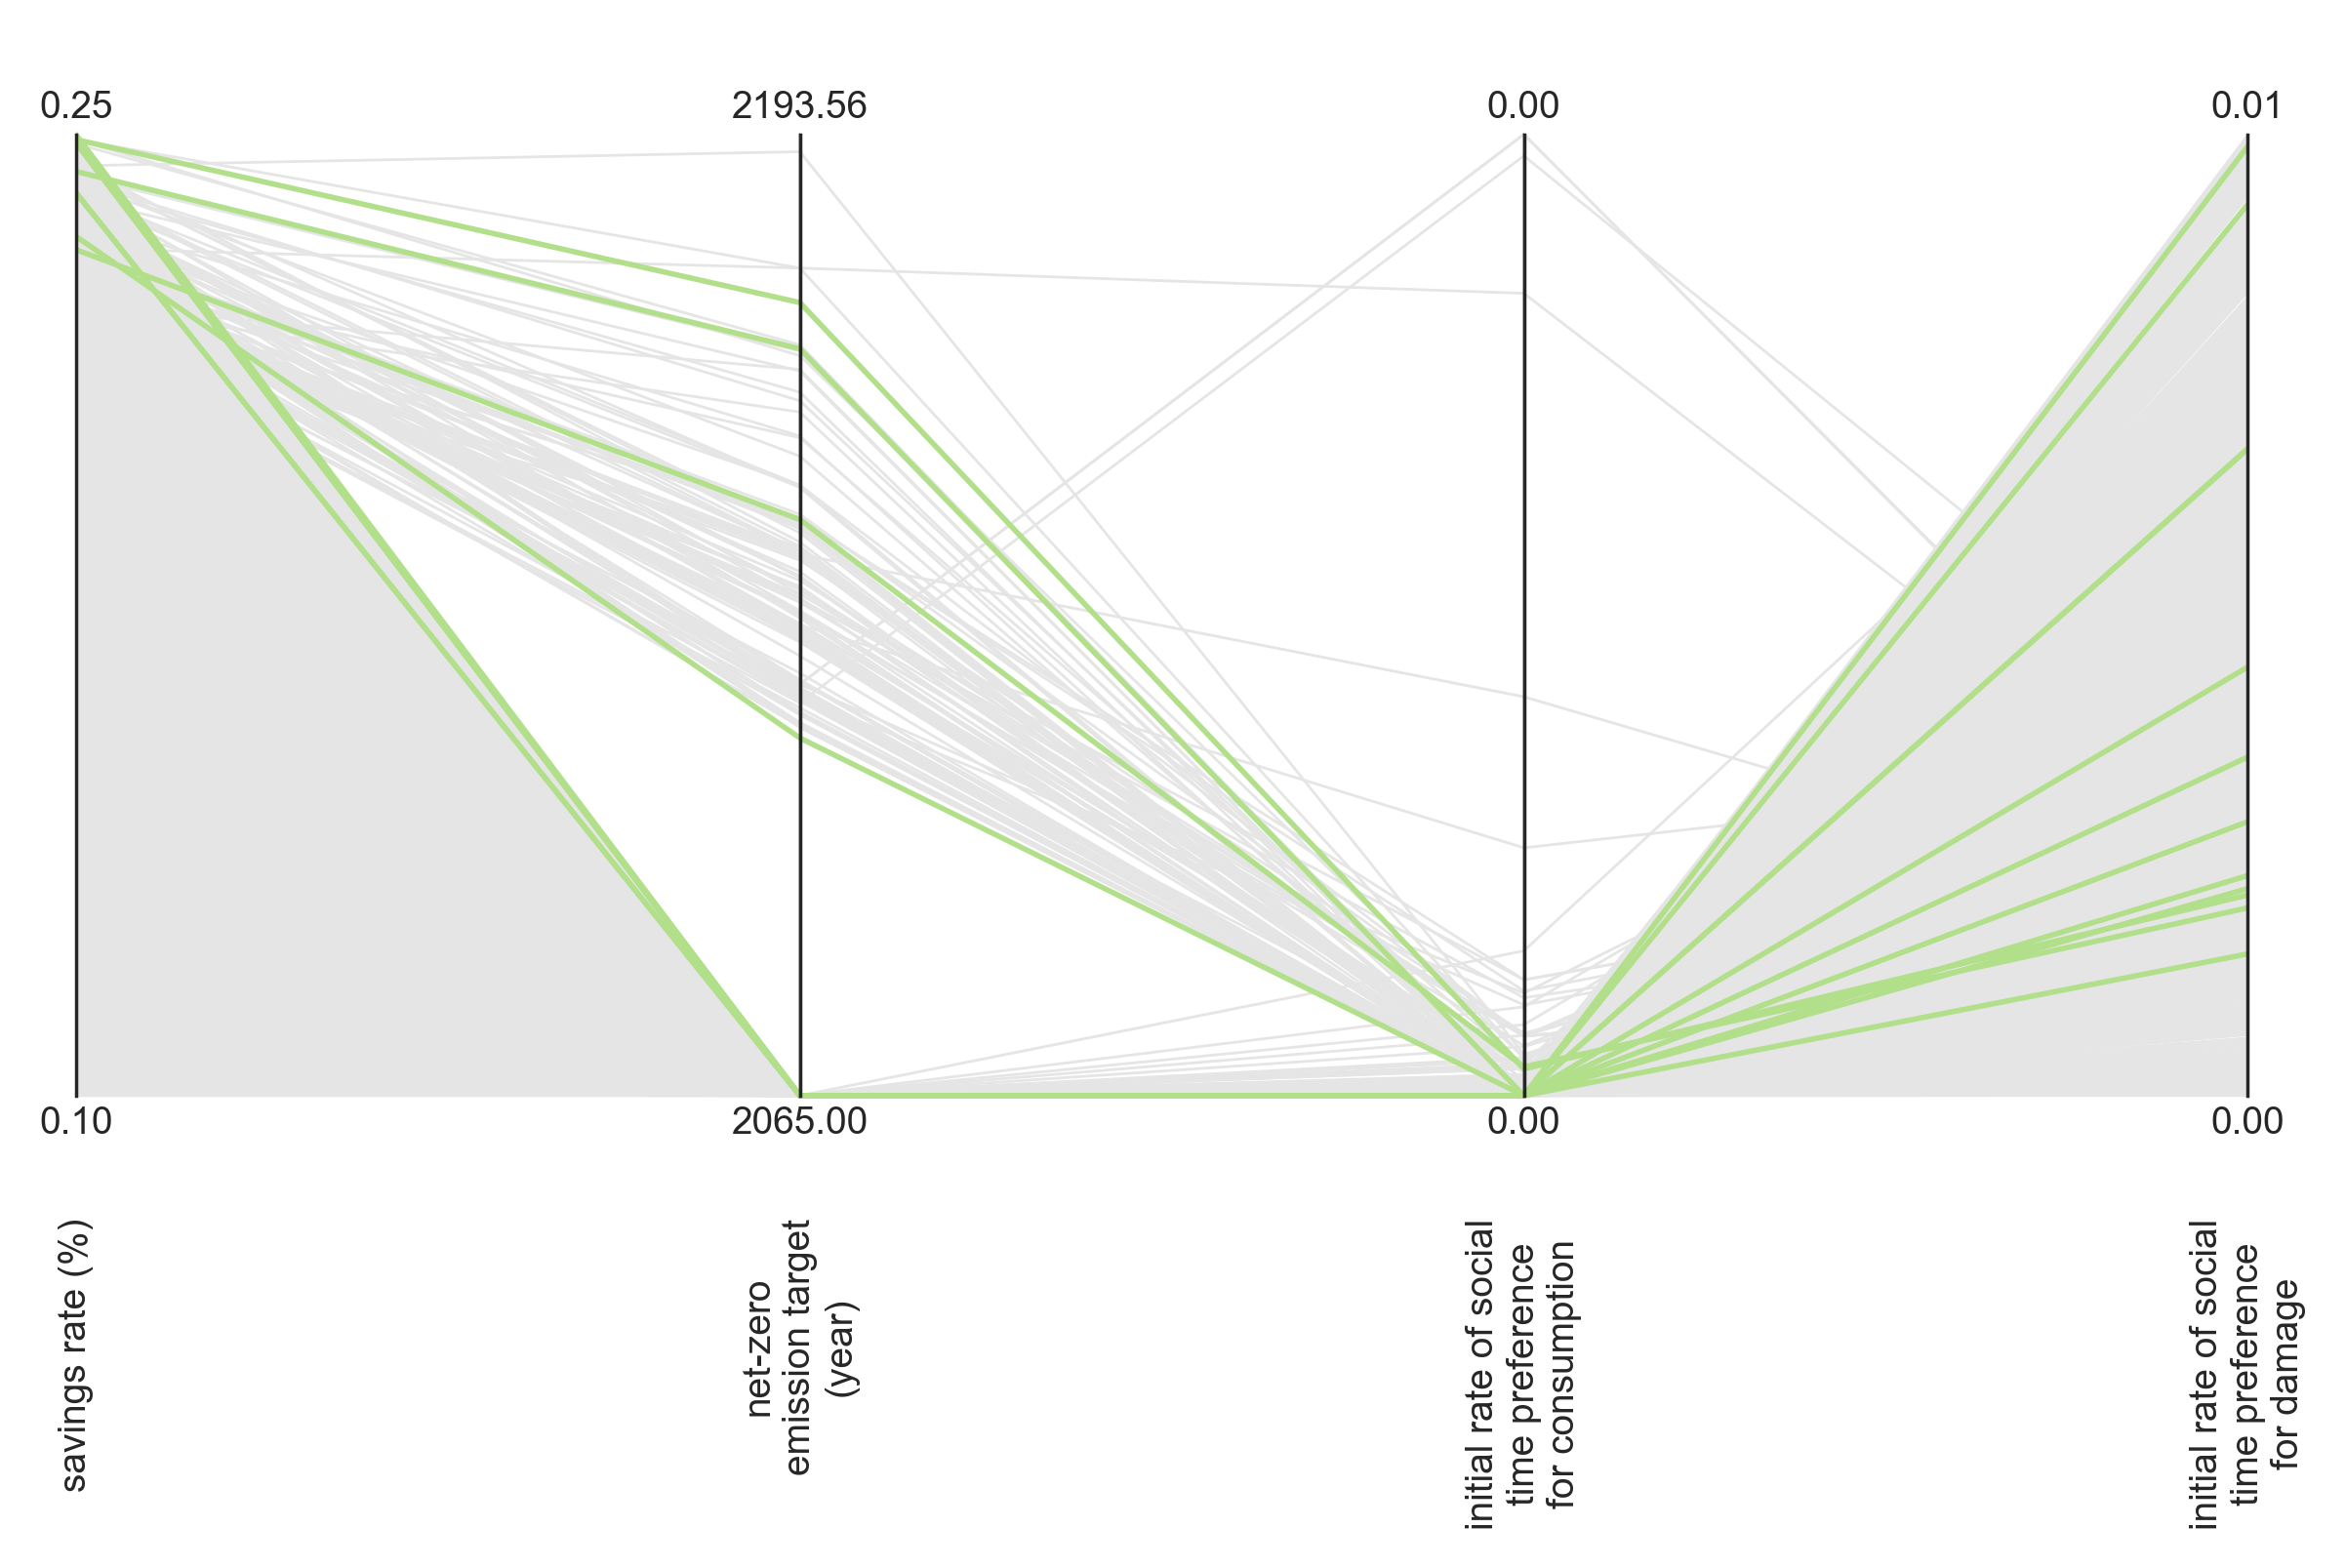 0.25
2193.56
0.00
0.01
0.10
2065.00
0.00
0.00
savings rate (%)
net-zero
emission target
(year)
initial rate of social
time preference
for consumption
initial rate of social
time preference
for damage